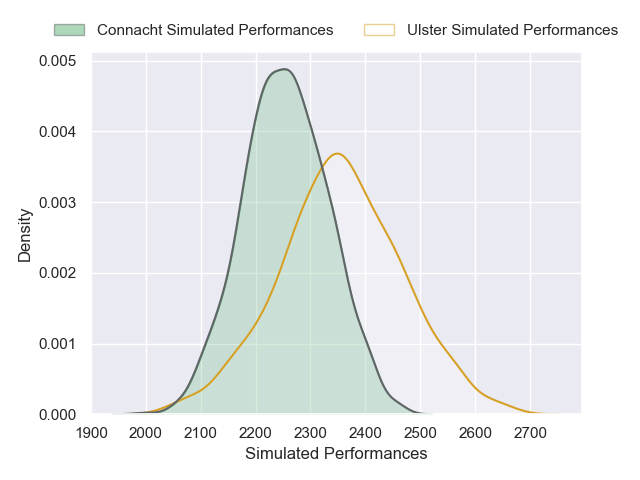 Connacht Simulated Performances  Ulster Simulated Performances
0.005
0.004
0.003
0.002
0.001
0.000
Density
1900 2000 2100 2200 2300 2400 2500 2600 2700
Simulated Performances